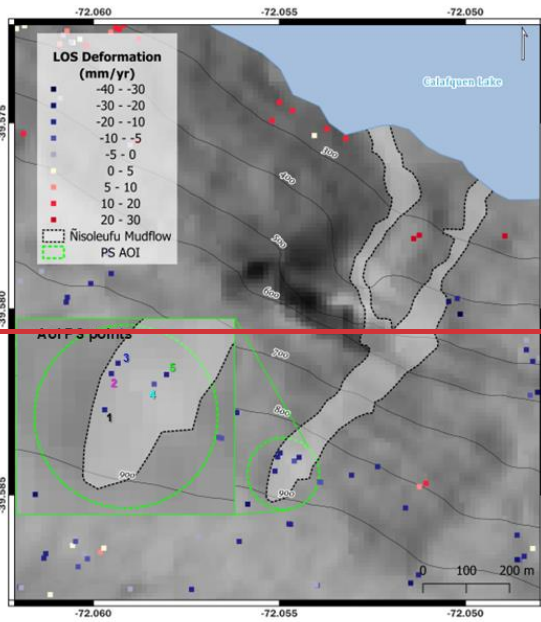 -72.060
-72.055
-72.050
LOS Deformation
(mm/yr)
-40 - -30
-30 - -20
-20 - -10
-10 - -5
-5 - 0
0 - 5
5 - 10
10 - 20
20 - 30
Ñisoleufu Mudflow
PS AOI
Calafquen Lake
-39.575
300
400
500
600
-39.580
AOI PS points
700
3
5
2
4
1
800
900
900
-39.585
0 100 200 m
-72.060
-72.055
-72.050